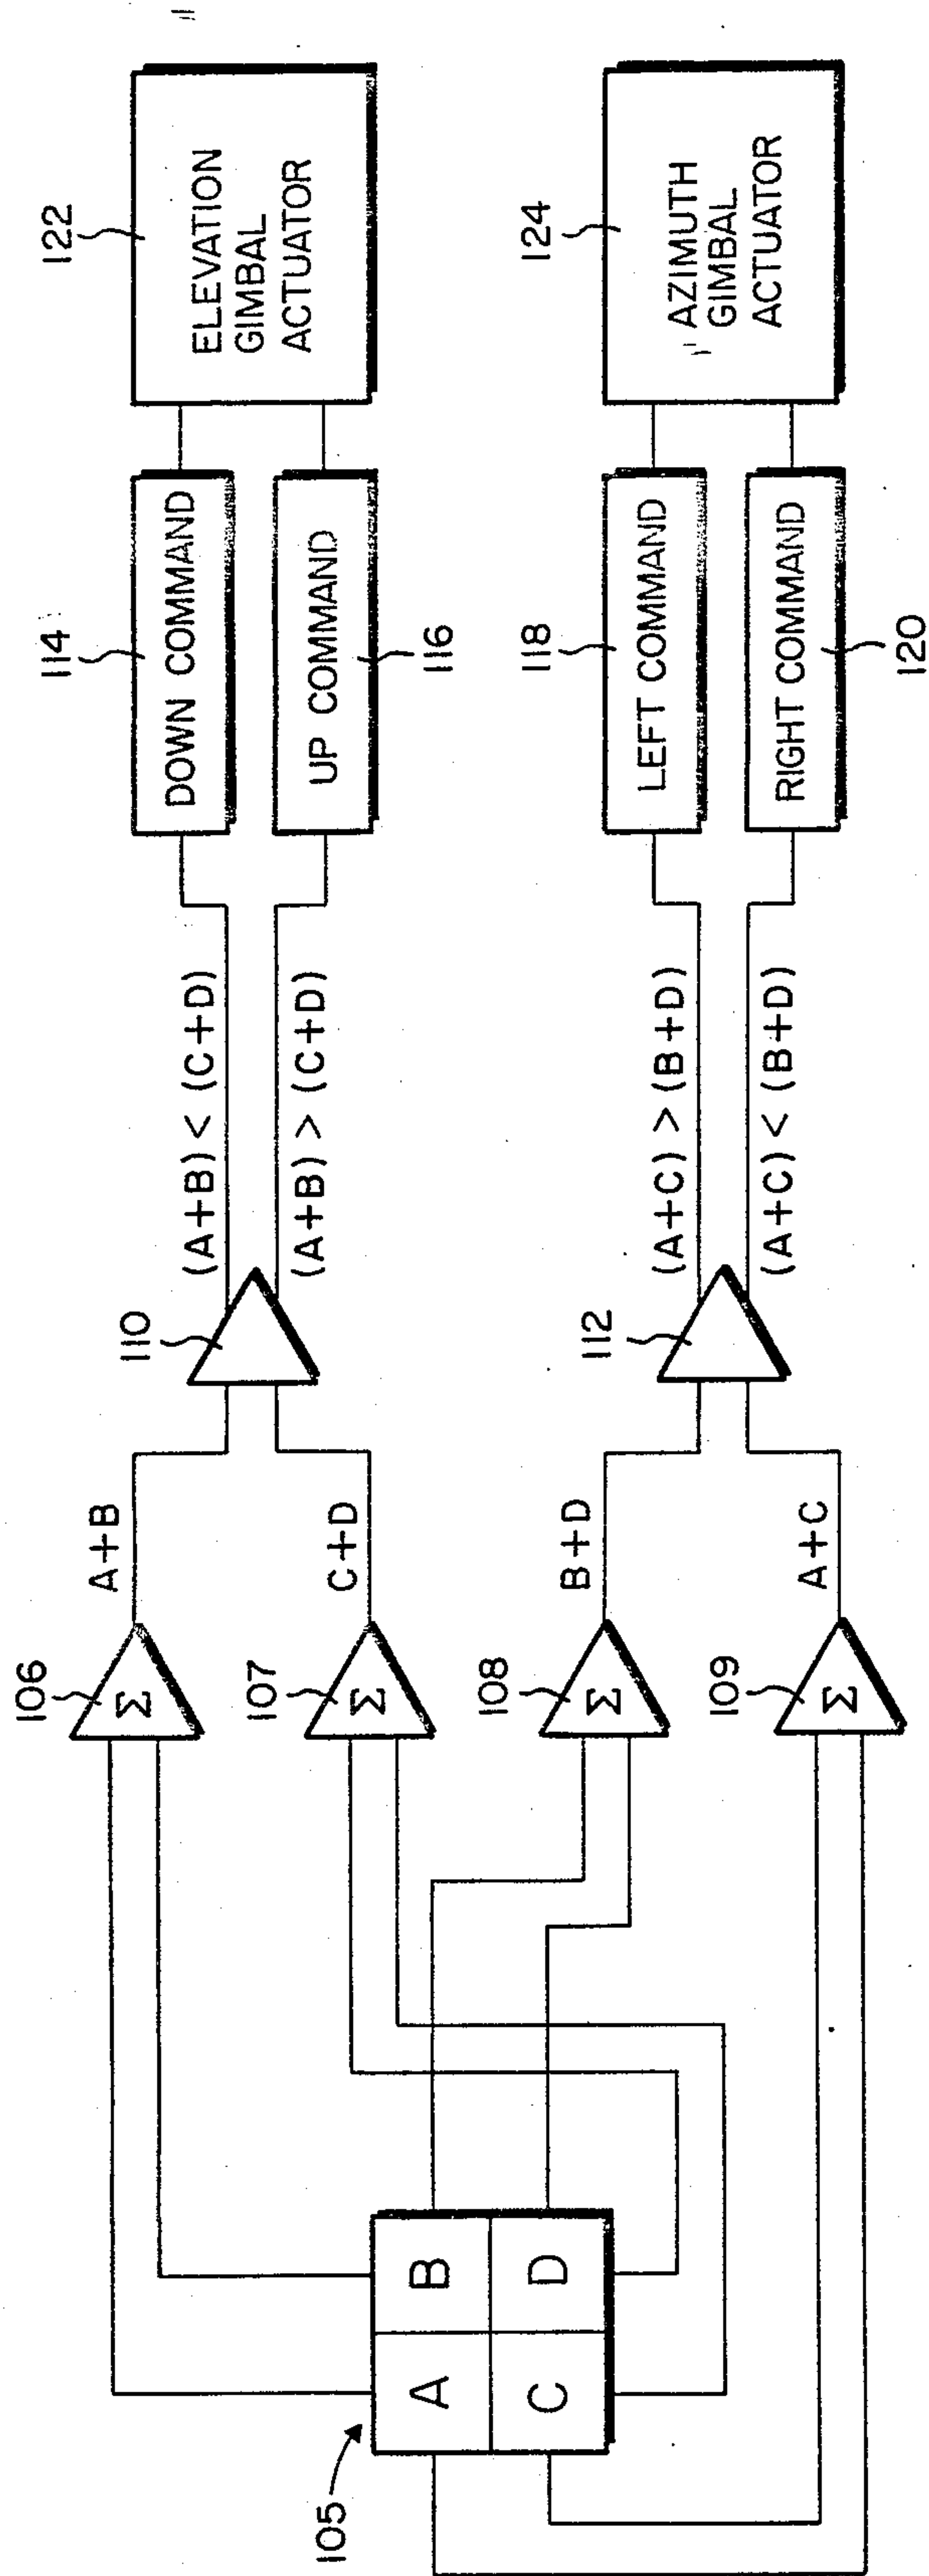 105
A
B
C
D
106
Σ
A+B
107
Σ
C+D
108
Σ
B+D
109
Σ
A+C
110
(A+B) < (C+D)
(A+B) > (C+D)
112
(A+C) > (B+D)
(A+C) < (B+D)
114
DOWN COMMAND
UP COMMAND
116
118
LEFT COMMAND
RIGHT COMMAND
120
122
ELEVATION
GIMBAL
ACTUATOR
124
AZIMUTH
GIMBAL
ACTUATOR